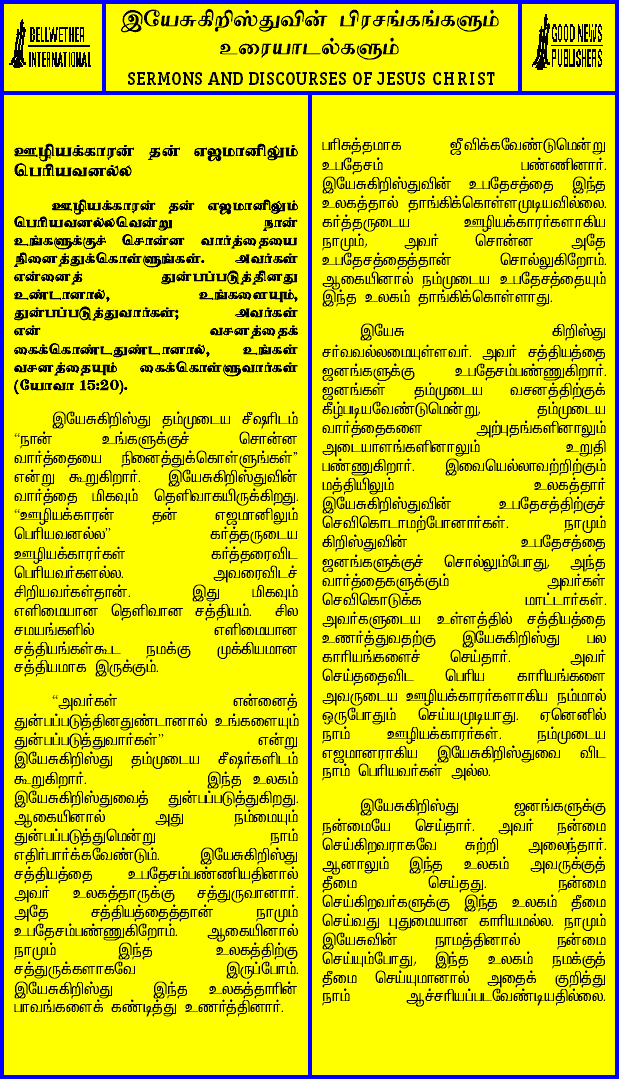 BELLWETHER
INTERNATIONAL
இயேசுகிறிஸ்துவின் பிரசங்கங்களும்
உரையாடல்களும்
SERMONS AND DISCOURSES OF JESUS CHRIST
GOOD NEWS
PUBLISHERS
ஊழியக்காரன் தன் எஜமானிலும்
பெரியவனல்ல
ஊழியக்காரன் தன் எஜமானிலும்
பெரியவனல்லவென்று நான்
உங்களுக்குச் சொன்ன வார்த்தையை
நினைத்துக்கொள்ளுங்கள். அவர்கள்
என்னைத் துன்பப்படுத்தினது
உண்டானால், உங்களையும்,
துன்பப்படுத்துவார்கள்; அவர்கள்
என் வசனத்தைக்
கைக்கொண்டதுண்டானால், உங்கள்
வசனத்தையும் கைக்கொள்ளுவார்கள்
(யோவா 15:20).
இயேசுகிறிஸ்து தம்முடைய சீஷரிடம்
“நான் உங்களுக்குச் சொன்ன
வார்த்தையை நினைத்துக்கொள்ளுங்கள்”
என்று கூறுகிறார். இயேசுகிறிஸ்துவின்
வார்த்தை மிகவும் தெளிவாகயிருக்கிறது.
“ஊழியக்காரன் தன் எஜமானிலும்
பெரியவனல்ல” கர்த்தருடைய
ஊழியக்காரர்கள் கர்த்தரைவிட
பெரியவர்களல்ல. அவரைவிடச்
சிறியவர்கள்தான். இது மிகவும்
எளிமையான தெளிவான சத்தியம். சில
சமயங்களில் எளிமையான
சத்தியங்கள்கூட நமக்கு முக்கியமான
சத்தியமாக இருக்கும்.
“அவர்கள் என்னைத்
துன்பப்படுத்தினதுண்டானால் உங்களையும்
துன்பப்படுத்துவார்கள்” என்று
இயேசுகிறிஸ்து தம்முடைய சீஷர்களிடம்
கூறுகிறார். இந்த உலகம்
இயேசுகிறிஸ்துவைத் துன்பப்படுத்துகிறது.
ஆகையினால் அது நம்மையும்
துன்பப்படுத்துமென்று நாம்
எதிர்பார்க்கவேண்டும். இயேசுகிறிஸ்து
சத்தியத்தை உபதேசம்பண்ணியதினால்
அவர் உலகத்தாருக்கு சத்துருவானார்.
அதே சத்தியத்தைத்தான் நாமும்
உபதேசம்பண்ணுகிறோம். ஆகையினால்
நாமும் இந்த உலகத்திற்கு
சத்துருக்களாகவே இருப்போம்.
இயேசுகிறிஸ்து இந்த உலகத்தாரின்
பாவங்களைக் கண்டித்து உணர்த்தினார்.
பரிசுத்தமாக ஜீவிக்கவேண்டுமென்று
உபதேசம் பண்ணினார்.
இயேசுகிறிஸ்துவின் உபதேசத்தை இந்த
உலகத்தால் தாங்கிக்கொள்ளமுடியவில்லை.
கர்த்தருடைய ஊழியக்காரர்களாகிய
நாமும், அவர் சொன்ன அதே
உபதேசத்தைத்தான் சொல்லுகிறோம்.
ஆகையினால் நம்முடைய உபதேசத்தையும்
இந்த உலகம் தாங்கிக்கொள்ளாது.
இயேசு கிறிஸ்து
சர்வவல்லமையுள்ளவர். அவர் சத்தியத்தை
ஜனங்களுக்கு உபதேசம்பண்ணுகிறார்.
ஜனங்கள் தம்முடைய வசனத்திற்குக்
கீழ்படியவேண்டுமென்று, தம்முடைய
வார்த்தைகளை அற்புதங்களினாலும்
அடையாளங்களினாலும் உறுதி
பண்ணுகிறார். இவையெல்லாவற்றிற்கும்
மத்தியிலும் உலகத்தார்
இயேசுகிறிஸ்துவின் உபதேசத்திற்குச்
செவிகொடாமற்போனார்கள். நாமும்
கிறிஸ்துவின் உபதேசத்தை
ஜனங்களுக்குச் சொல்லும்போது, அந்த
வார்த்தைகளுக்கும் அவர்கள்
செவிகொடுக்க மாட்டார்கள்.
அவர்களுடைய உள்ளத்தில் சத்தியத்தை
உணர்த்துவதற்கு இயேசுகிறிஸ்து பல
காரியங்களைச் செய்தார். அவர்
செய்ததைவிட பெரிய காரியங்களை
அவருடைய ஊழியக்காரர்களாகிய நம்மால்
ஒருபோதும் செய்யமுடியாது. ஏனெனில்
நாம் ஊழியக்காரர்கள். நம்முடைய
எஜமானராகிய இயேசுகிறிஸ்துவை விட
நாம் பெரியவர்கள் அல்ல.
இயேசுகிறிஸ்து ஜனங்களுக்கு
நன்மையே செய்தார். அவர் நன்மை
செய்கிறவராகவே சுற்றி அலைந்தார்.
ஆனாலும் இந்த உலகம் அவருக்குத்
தீமை செய்தது. நன்மை
செய்கிறவர்களுக்கு இந்த உலகம் தீமை
செய்வது புதுமையான காரியமல்ல. நாமும்
இயேசுவின் நாமத்தினால் நன்மை
செய்யும்போது, இந்த உலகம் நமக்குத்
தீமை செய்யுமானால் அதைக் குறித்து
நாம் ஆச்சரியப்படவேண்டியதில்லை.